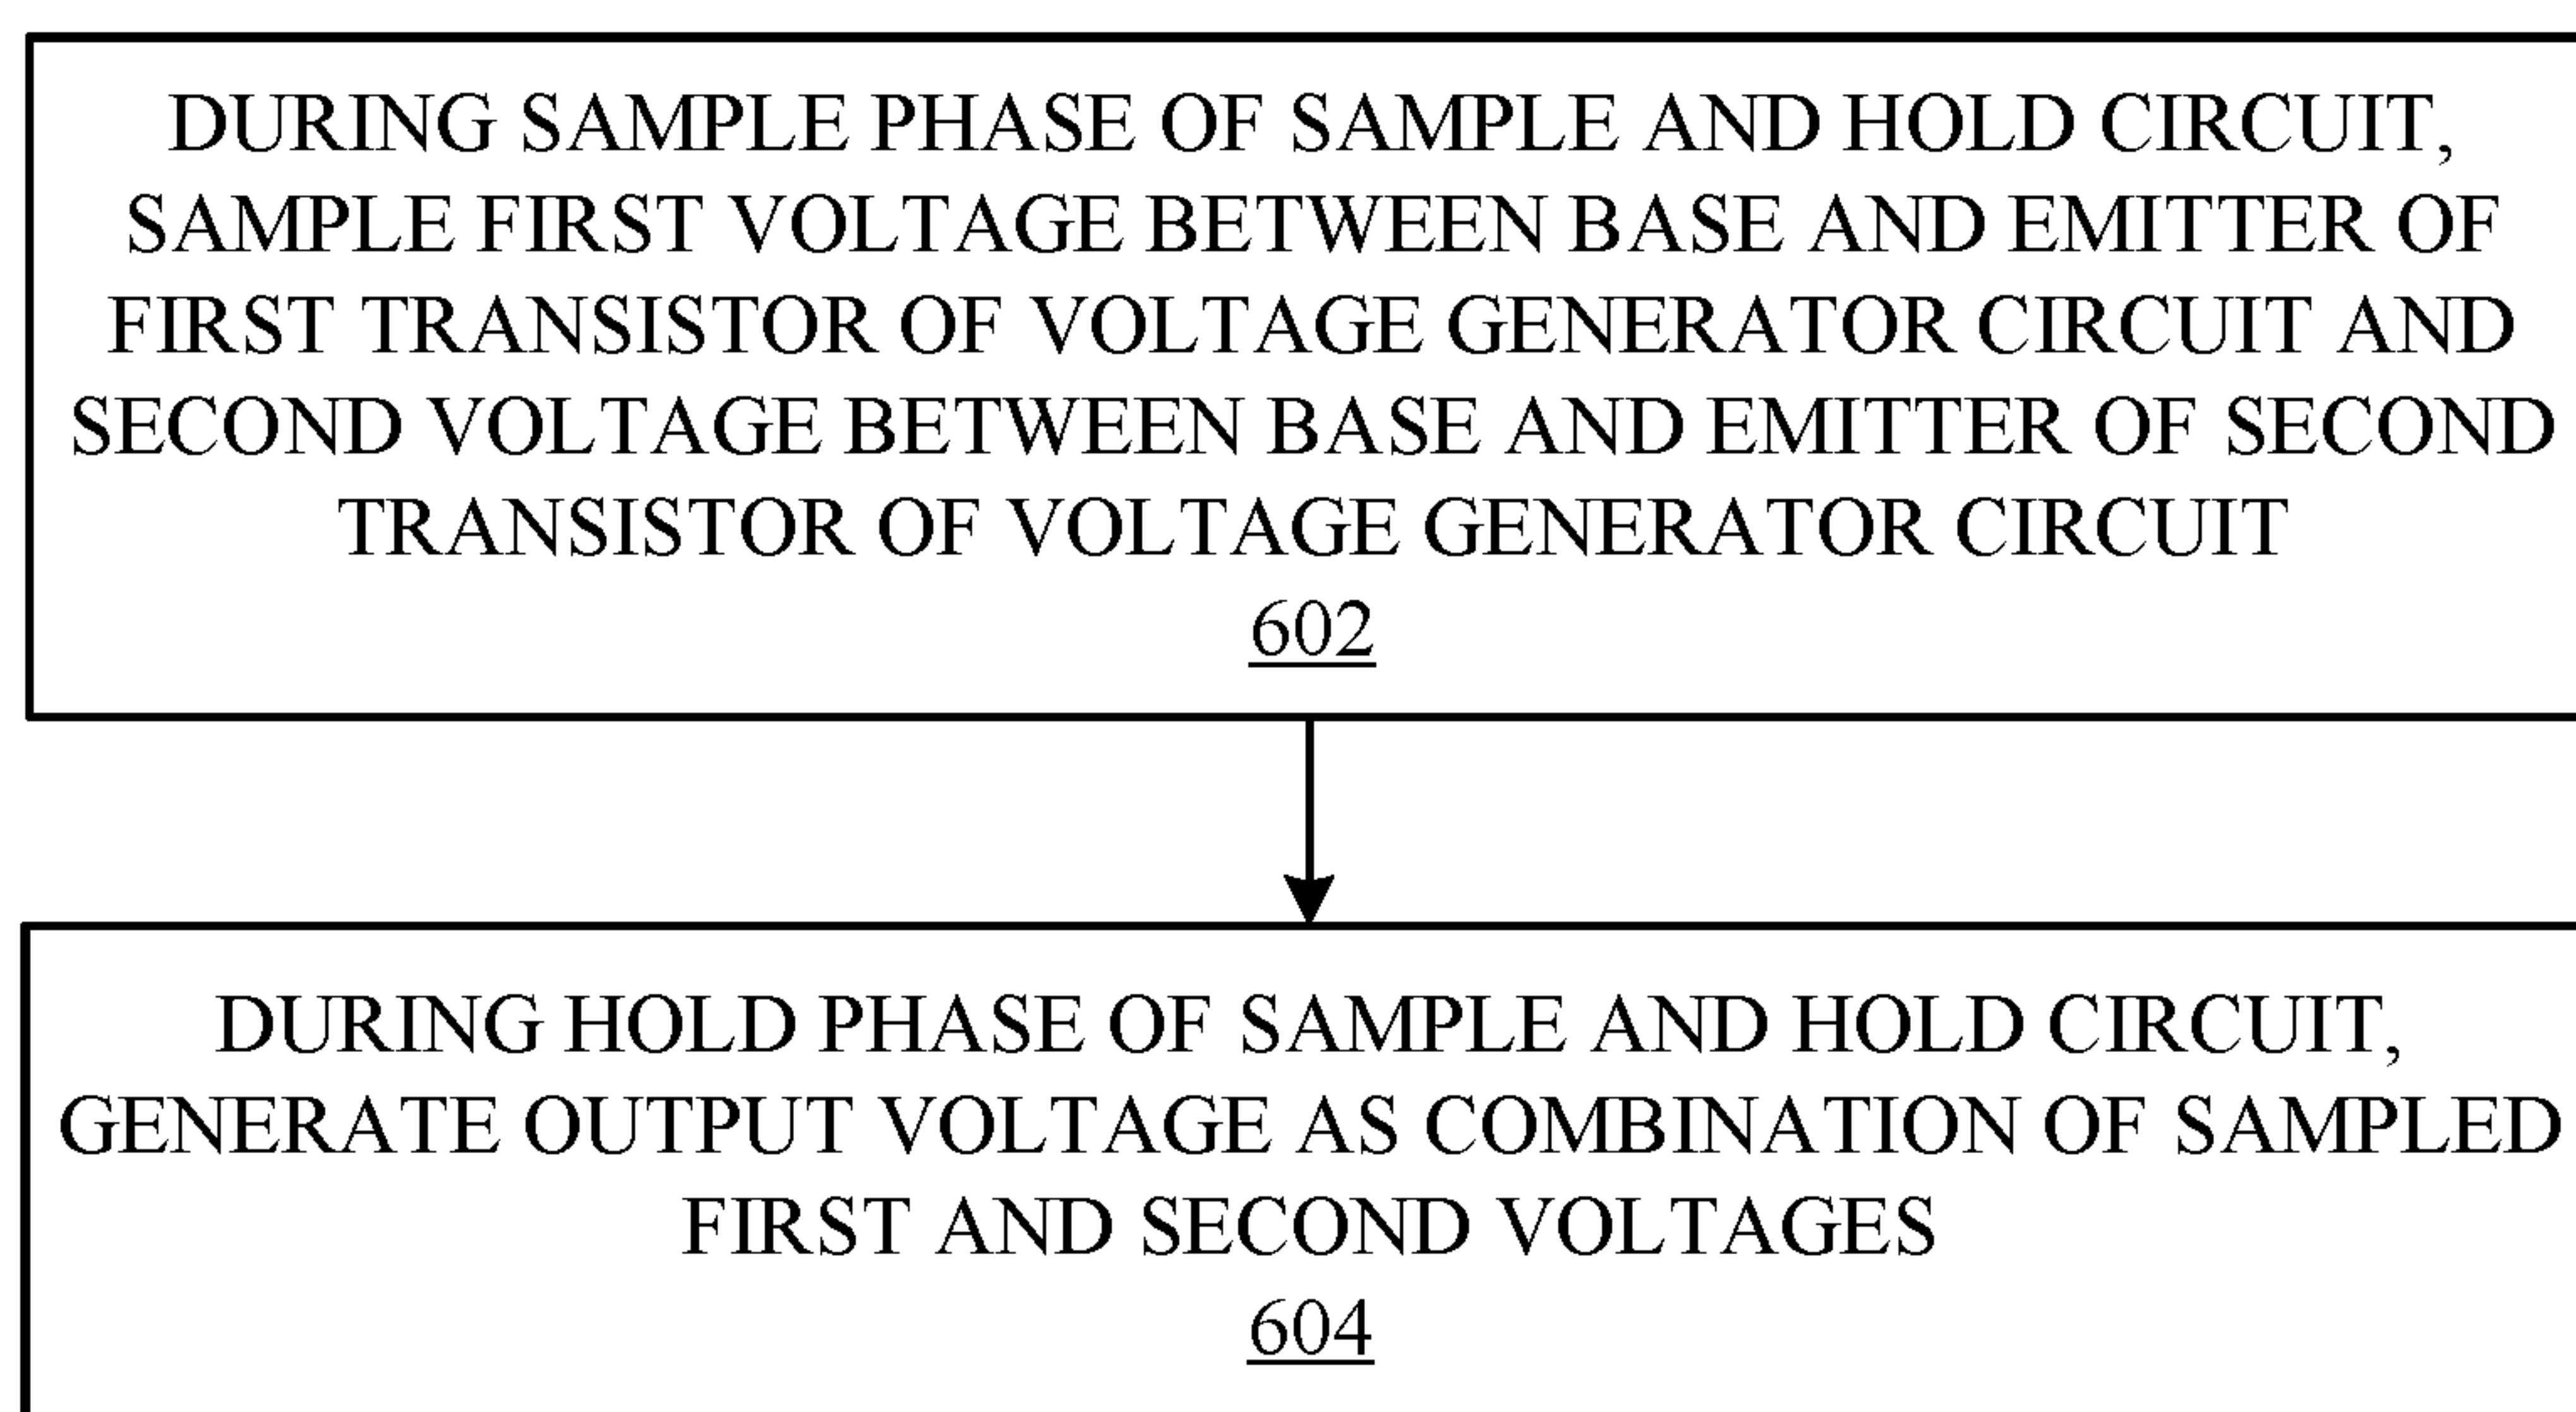 DURING SAMPLE PHASE OF SAMPLE AND HOLD CIRCUIT,
SAMPLE FIRST VOLTAGE BETWEEN BASE AND EMITTER OF
FIRST TRANSISTOR OF VOLTAGE GENERATOR CIRCUIT AND
SECOND VOLTAGE BETWEEN BASE AND EMITTER OF SECOND
TRANSISTOR OF VOLTAGE GENERATOR CIRCUIT
602
DURING HOLD PHASE OF SAMPLE AND HOLD CIRCUIT,
GENERATE OUTPUT VOLTAGE AS COMBINATION OF SAMPLED
FIRST AND SECOND VOLTAGES
604